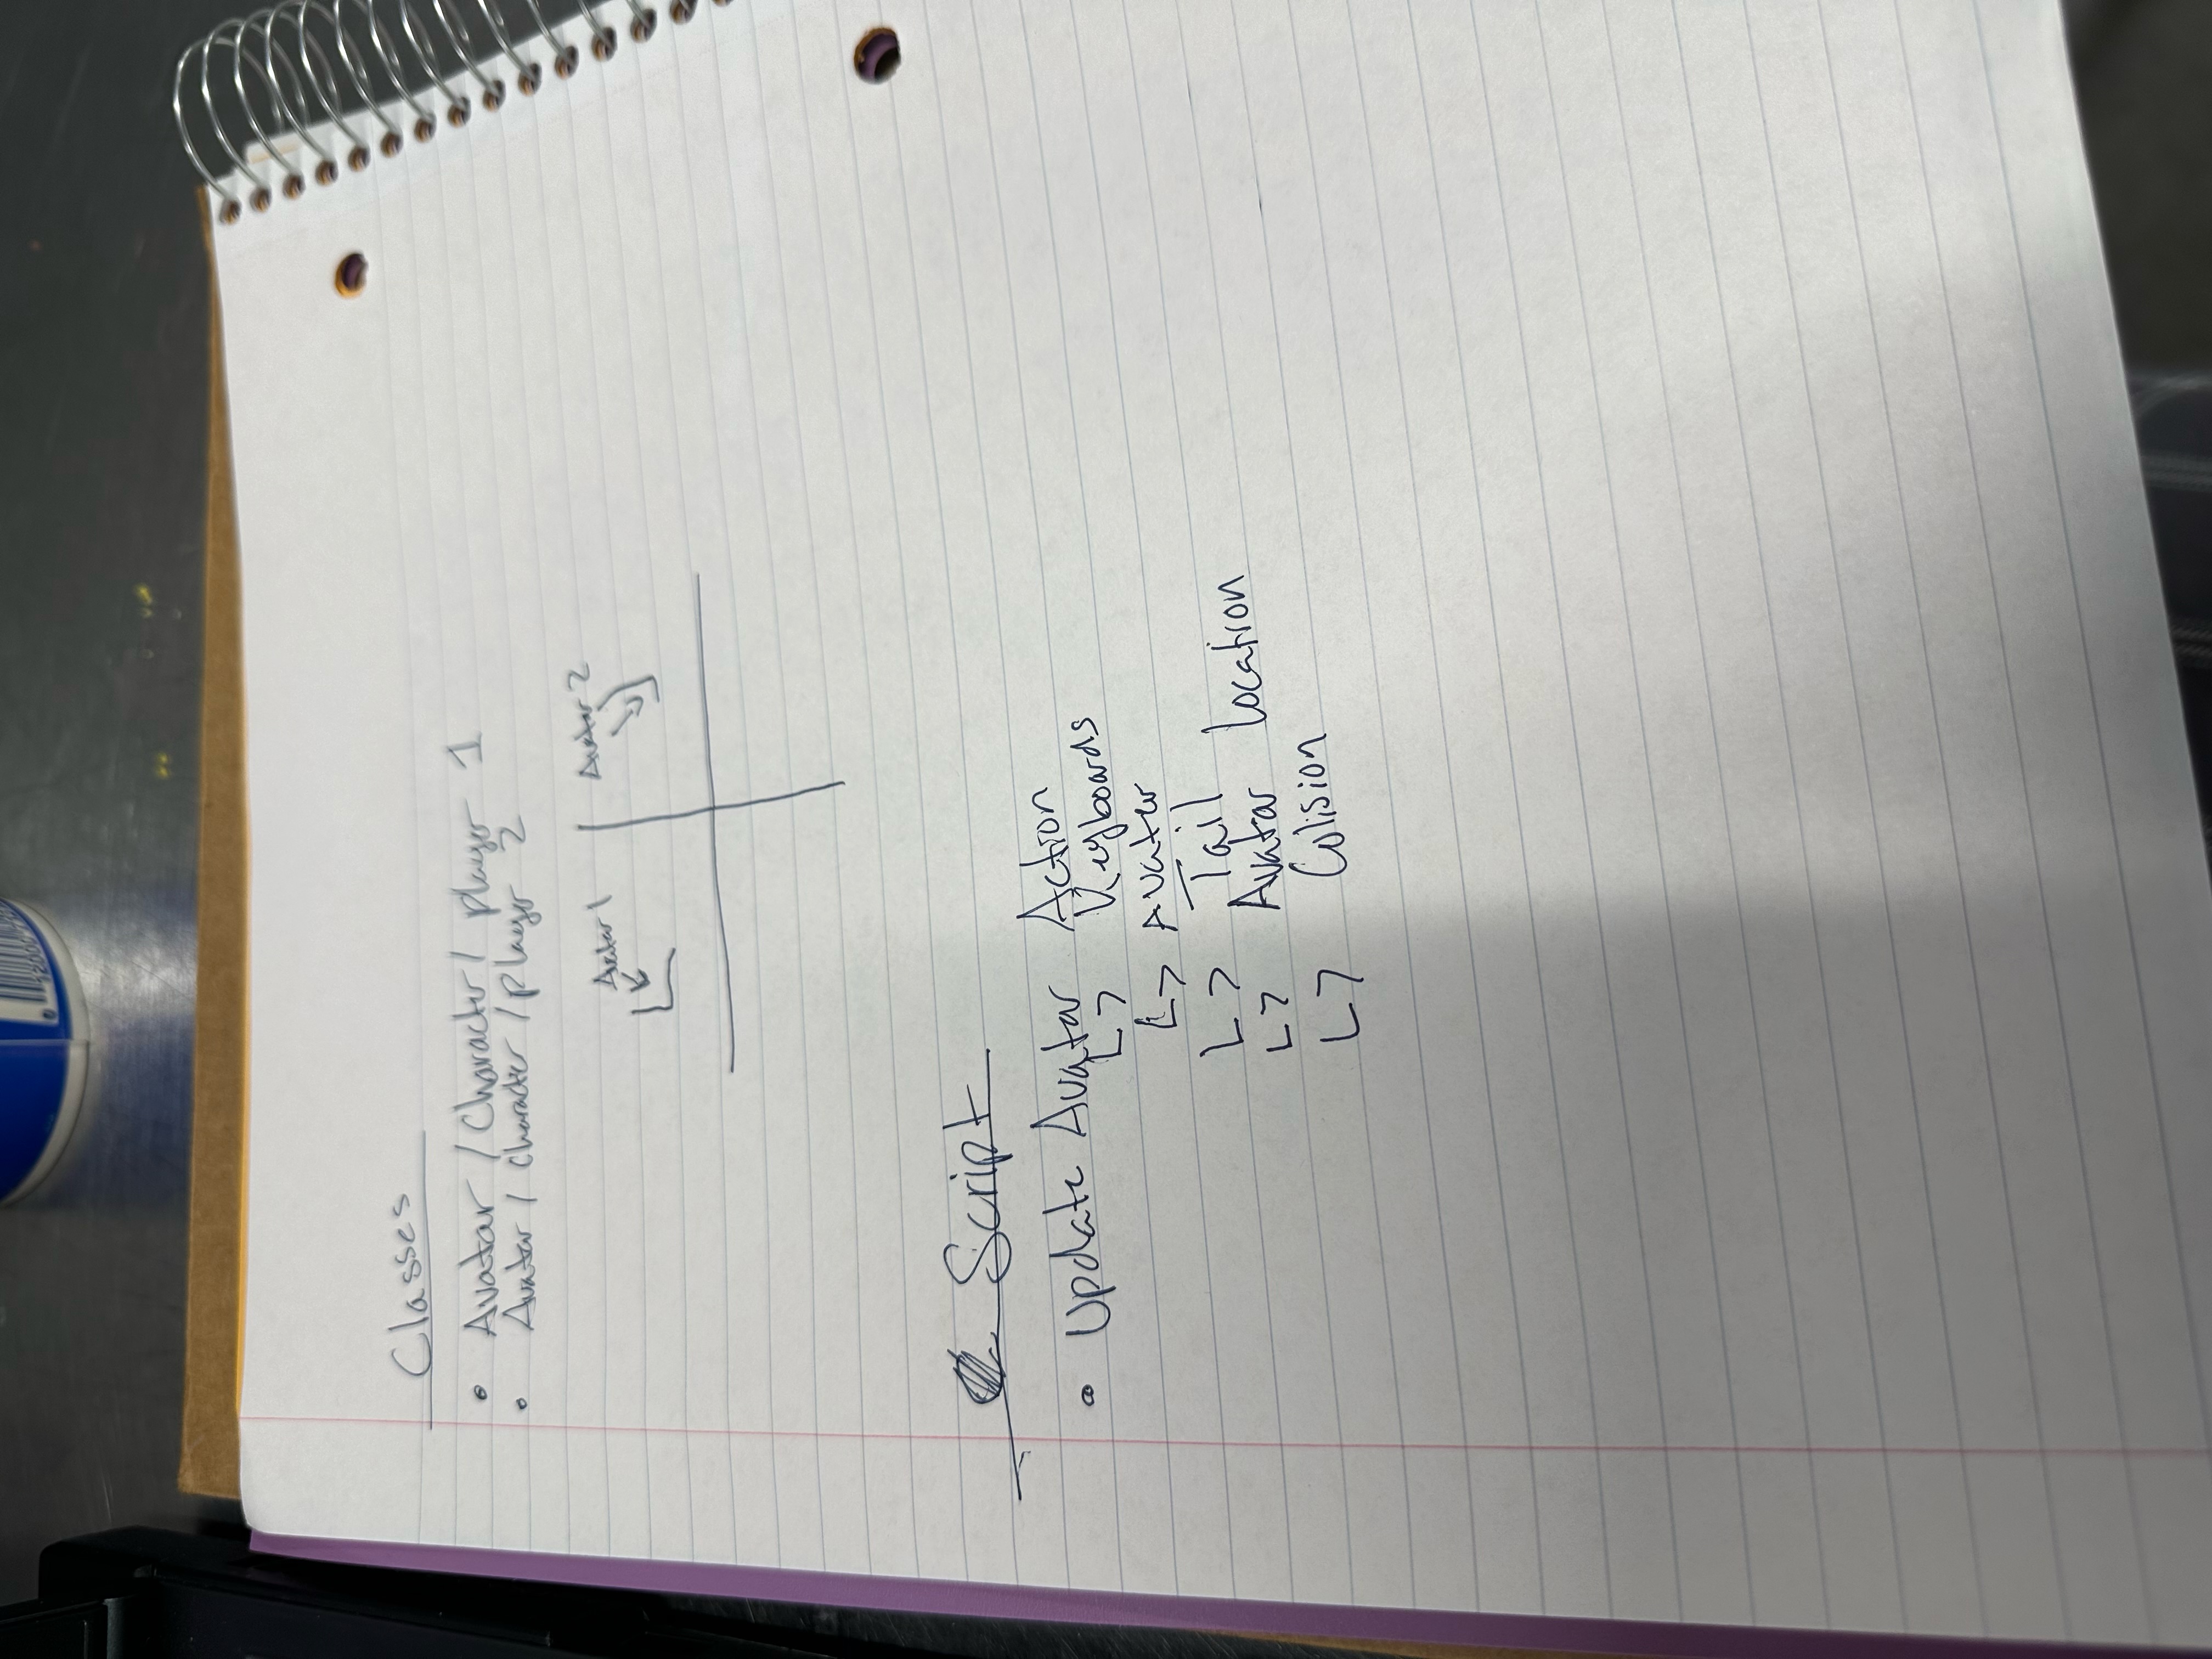 Classes
• Avatar / Character / player 1
• Avatar / Character / player 2
Avatar 1
Avatar 2
Script
• Update Avatar Action
L> Keyboards
L> Avatar
L> Tail
L> Avatar Location
L> Colision